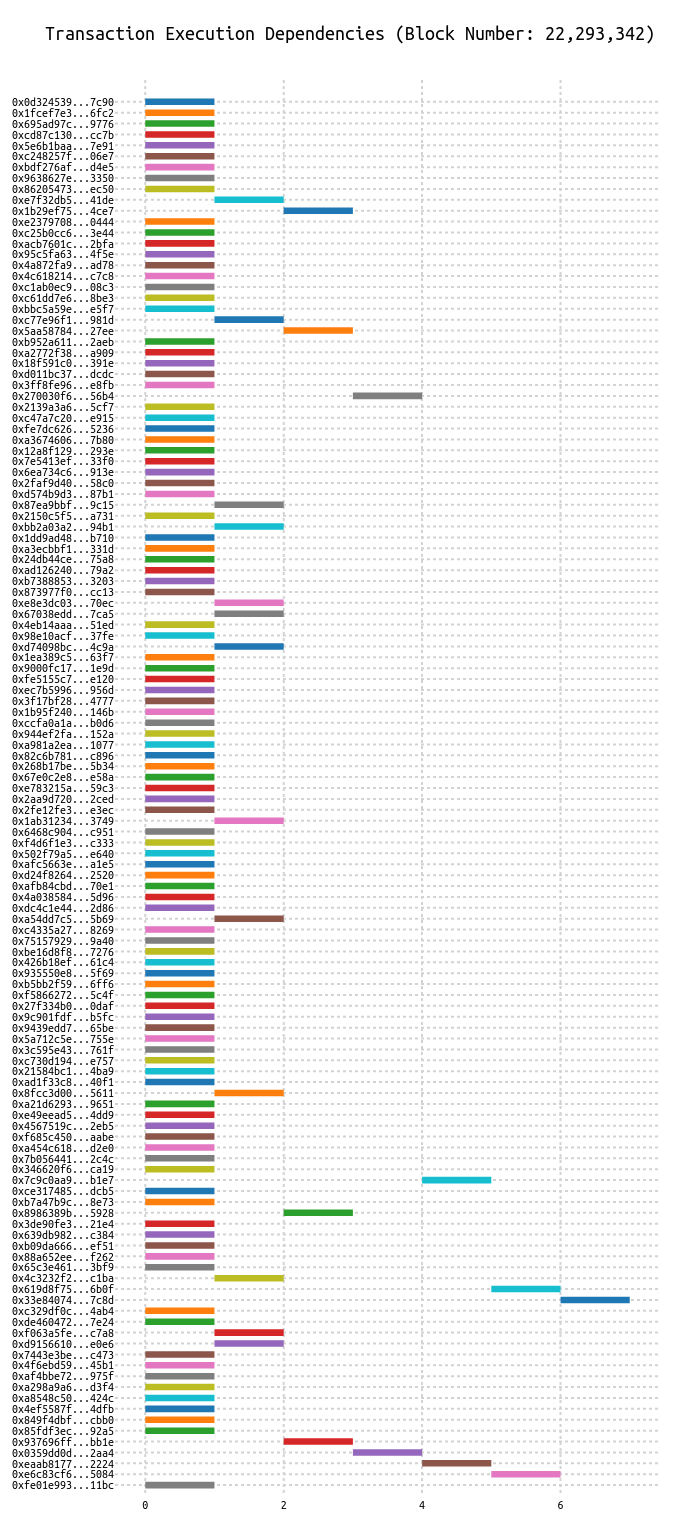 Transaction Execution Dependencies (Block Number: 22,293,342)
0x0d324539...7c90
0x1fcef7e3...6fc2
0x695ad97c...9776
0xcd87c130...cc7b
0x5e6b1baa...7e91
0xc248257f...06e7
0xbdf276af...d4e5
0x9638627e...3350
0x86205473...ec50
0xe7f32db5...41de
0x1b29ef75...4ce7
0xe2379708...0444
0xc25b0cc6...3e44
0xacb7601c...2bfa
0x95c5fa63...4f5e
0x4a872fa9...ad78
0x4c618214...c7c8
0xc1ab0ec9...08c3
0xc61dd7e6...8be3
0xbbc5a59e...e5f7
0xc77e96f1...981d
0x5aa58784...27ee
0xb952a611...2aeb
0xa2772f38...a909
0x18f591c0...391e
0xd011bc37...dcdc
0x3ff8fe96...e8fb
0x270030f6...56b4
0x2139a3a6...5cf7
0xc47a7c20...e915
0xfe7dc626...5236
0xa3674606...7b80
0x12a8f129...293e
0x7e5413ef...33f0
0x6ea734c6...913e
0x2faf9d40...58c0
0xd574b9d3...87b1
0x87ea9bbf...9c15
0x2150c5f5...a731
0xbb2a03a2...94b1
0x1dd9ad48...b710
0xa3ecbbf1...331d
0x24db44ce...75a8
0xad126240...79a2
0xb7388853...3203
0x873977f0...cc13
0xe8e3dc03...70ec
0x67038edd...7ca5
0x4eb14aaa...51ed
0x98e10acf...37fe
0xd74098bc...4c9a
0x1ea389c5...63f7
0x9000fc17...1e9d
0xfe5155c7...e120
0xec7b5996...956d
0x3f17bf28...4777
0x1b95f240...146b
0xccfa0a1a...b0d6
0x944ef2fa...152a
0xa981a2ea...1077
0x82c6b781...c896
0x268b17be...5b34
0x67e0c2e8...e58a
0xe783215a...59c3
0x2aa9d720...2ced
0x2fe12fe3...e3ec
0x1ab31234...3749
0x6468c904...c951
0xf4d6f1e3...c333
0x502f79a5...e640
0xafc5663e...a1e5
0xd24f8264...2520
0xafb84cbd...70e1
0x4a038584...5d96
0xdc4c1e44...2d86
0xa54dd7c5...5b69
0xc4335a27...8269
0x75157929...9a40
0xbe16d8f8...7276
0x426b18ef...61c4
0x935550e8...5f69
0xb5bb2f59...6ff6
0xf5866272...5c4f
0x27f334b0...0daf
0x9c901fdf...b5fc
0x9439edd7...65be
0x5a712c5e...755e
0x3c595e43...761f
0xc730d194...e757
0x21584bc1...4ba9
0xad1f33c8...40f1
0x8fcc3d00...5611
0xa21d6293...9651
0xe49eead5...4dd9
0x4567519c...2eb5
0xf685c450...aabe
0xa454c618...d2e0
0x7b056441...2c4c
0x346620f6...ca19
0x7c9c0aa9...b1e7
0xce317485...dcb5
0xb7a47b9c...8e73
0x8986389b...5928
0x3de90fe3...21e4
0x639db982...c384
0xb09da666...ef51
0x88a652ee...f262
0x65c3e461...3bf9
0x4c3232f2...c1ba
0x619d8f75...6b0f
0x33e84074...7c8d
0xc329df0c...4ab4
0xde460472...7e24
0xf063a5fe...c7a8
0xd9156610...e0e6
0x7443e3be...c473
0x4f6ebd59...45b1
0xaf4bbe72...975f
0xa298a9a6...d3f4
0xa8548c50...424c
0x4ef5587f...4dfb
0x849f4dbf...cbb0
0x85fdf3ec...92a5
0x937696ff...bb1e
0x0359dd0d...2aa4
0xeaab8177...2224
0xe6c83cf6...5084
0xfe01e993...11bc
0 2 4 6